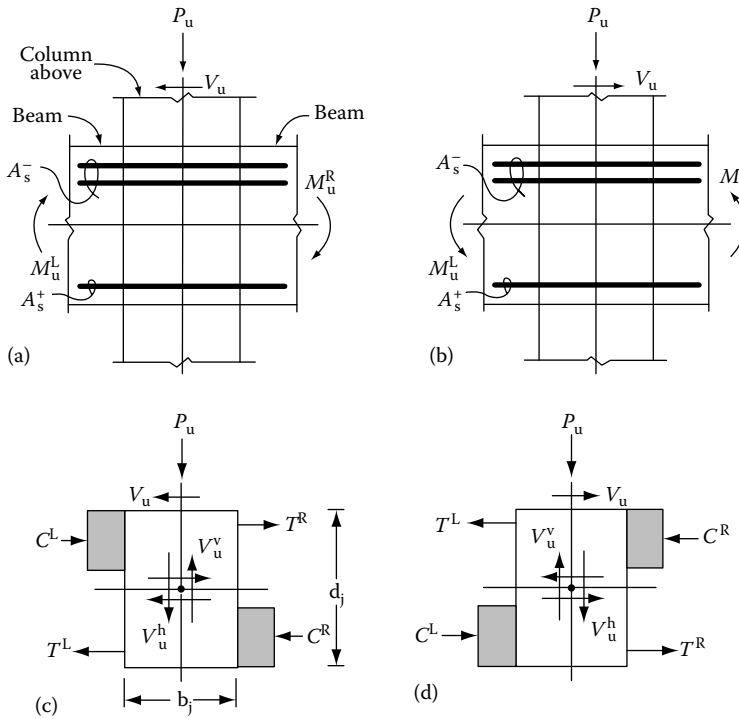 P_u
P_u
Column
above
V_u
V_u
Beam
Beam
A_s^-
A_s^-
M_u^R
M
M_u^L
M_u^L
A_s^+
A_s^+
(a)
(b)
P_u
P_u
V_u
V_u
C^L
T^R
T^L
C^R
V_u^v
V_u^v
d_j
V_u^h
V_u^h
C^L
T^L
C^R
T^R
(c)
b_j
(d)